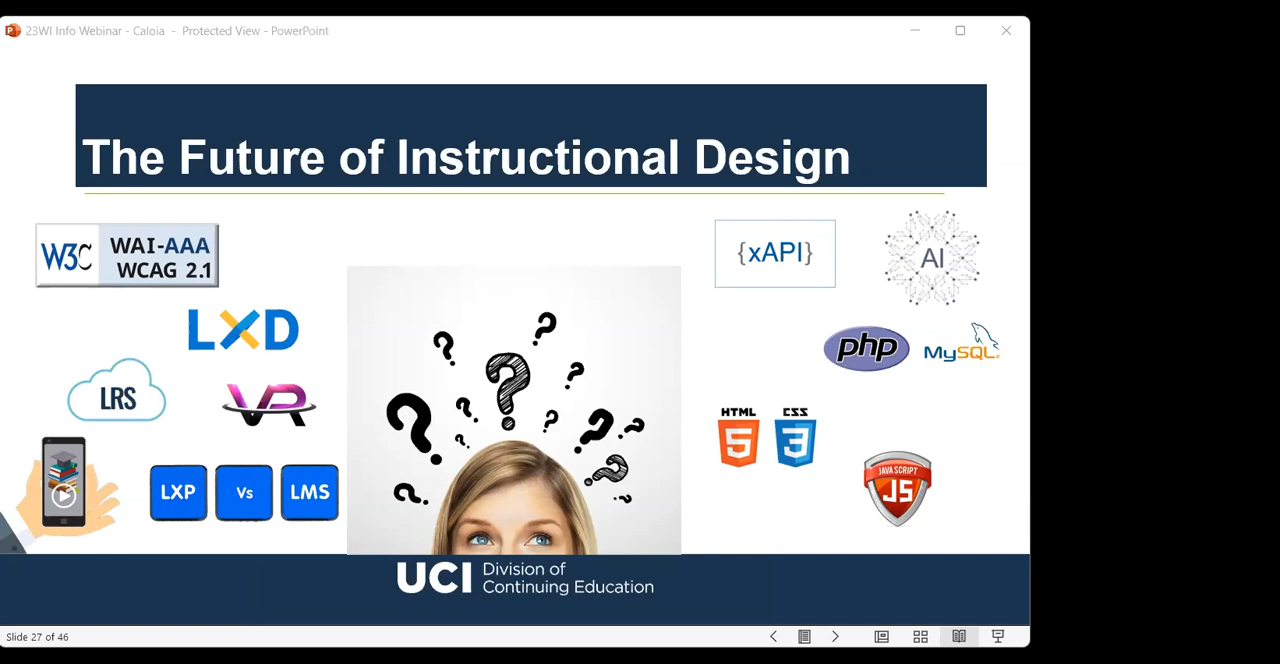 23WI Info Webinar - Caloia - Protected View - PowerPoint
The Future of Instructional Design
W3C WAI-AAA
WCAG 2.1
{xAPI}
AI
LXD
php
MySQL
LRS
VR
HTML
5
CSS
3
LXP
Vs
LMS
JAVA SCRIPT
JS
UCI Division of
Continuing Education
Slide 27 of 46